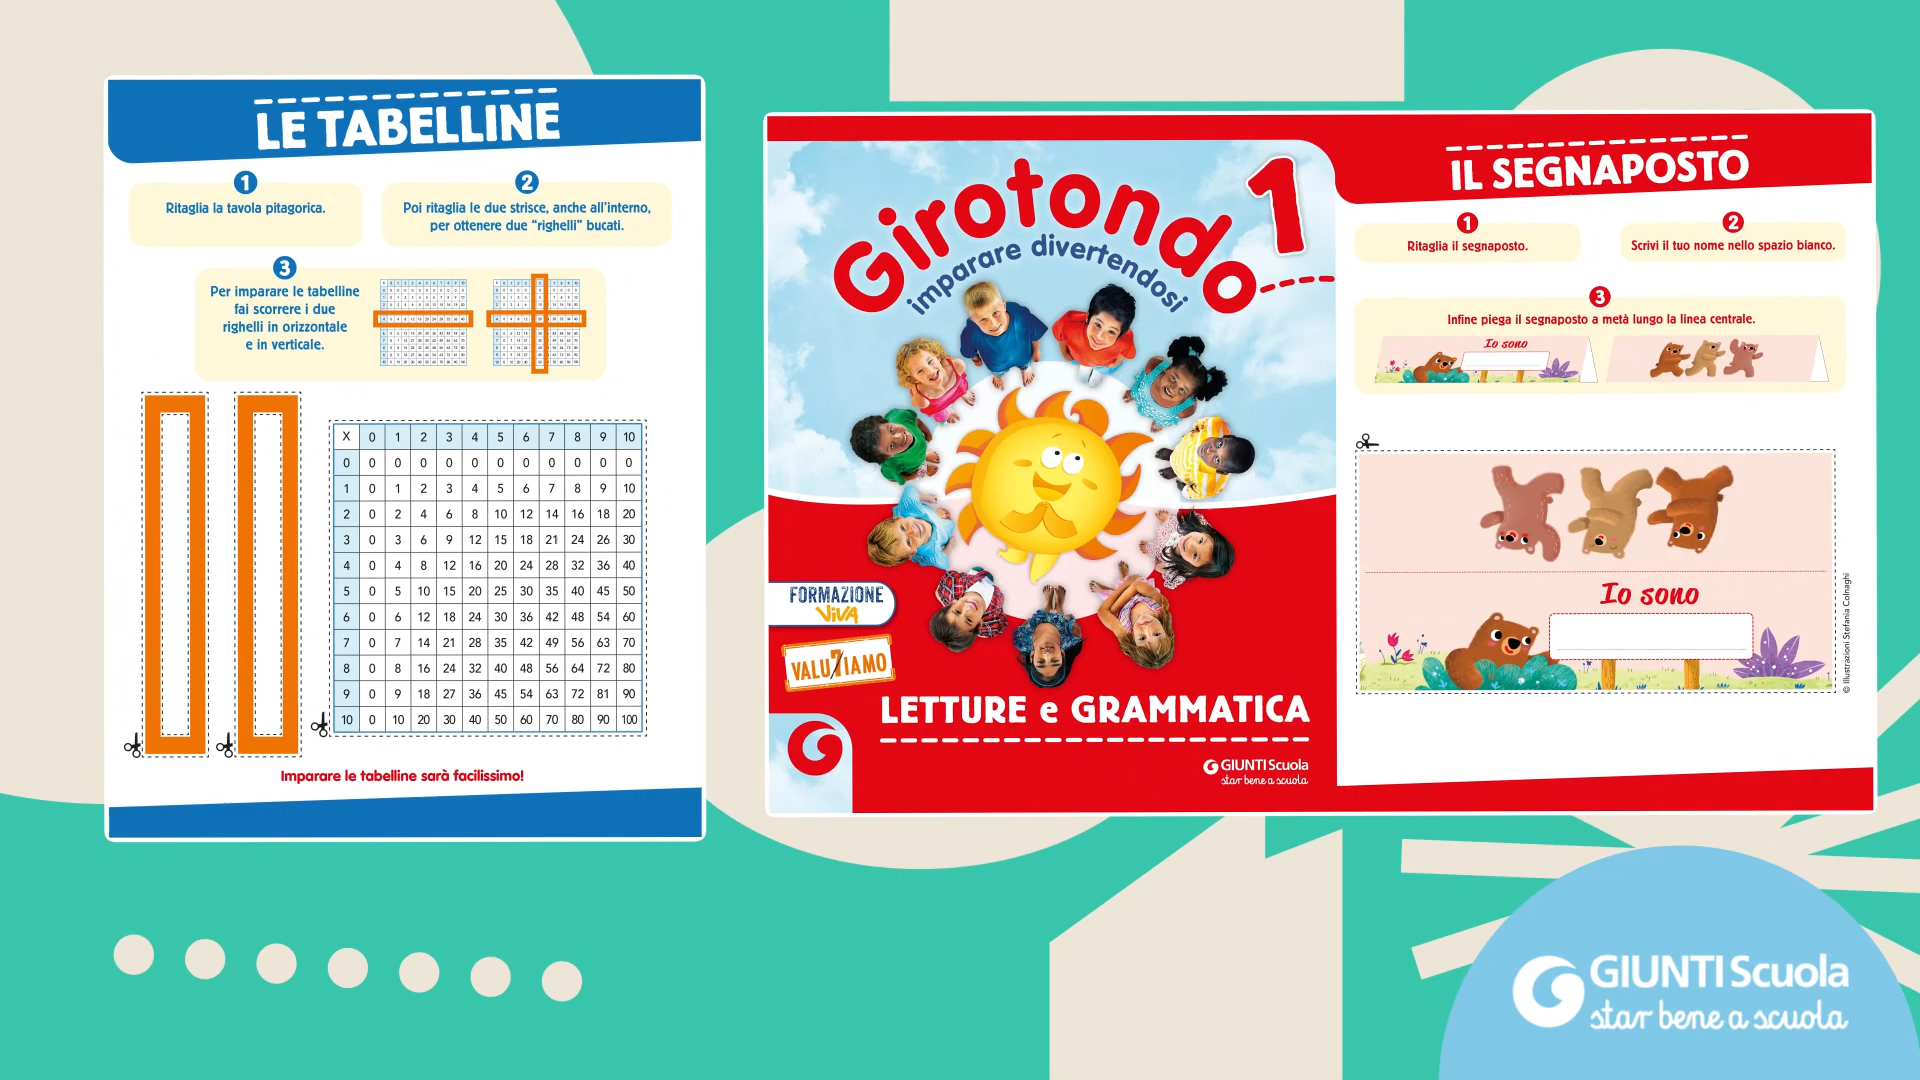 LE TABELLINE
1
Ritaglia la tavola pitagorica.
2
Poi ritaglia le due strisce, anche all'interno,
per ottenere due "righelli" bucati.
3
Per imparare le tabelline
fai scorrere i due
righelli in orizzontale
e in verticale.
X 0 1 2 3 4 5 6 7 8 9 10
0 0 0 0 0 0 0 0 0 0 0 0
1 0 1 2 3 4 5 6 7 8 9 10
2 0 2 4 6 8 10 12 14 16 18 20
3 0 3 6 9 12 15 18 21 24 26 30
4 0 4 8 12 16 20 24 28 32 36 40
5 0 5 10 15 20 25 30 35 40 45 50
6 0 6 12 18 24 30 36 42 48 54 60
7 0 7 14 21 28 35 42 49 56 63 70
8 0 8 16 24 32 40 48 56 64 72 80
9 0 9 18 27 36 45 54 63 72 81 90
10 0 10 20 30 40 50 60 70 80 90 100
Imparare le tabelline sarà facilissimo!
Girotondo 1
imparare divertendosi
FORMAZIONE
VIVA
VALU7IAMO
LETTURE e GRAMMATICA
GIUNTI Scuola
star bene a scuola
IL SEGNAPOSTO
1
Ritaglia il segnaposto.
2
Scrivi il tuo nome nello spazio bianco.
3
Infine piega il segnaposto a metà lungo la linea centrale.
Io sono
Io sono
© Illustrazioni Stefania Colnaghi
GIUNTI Scuola
star bene a scuola